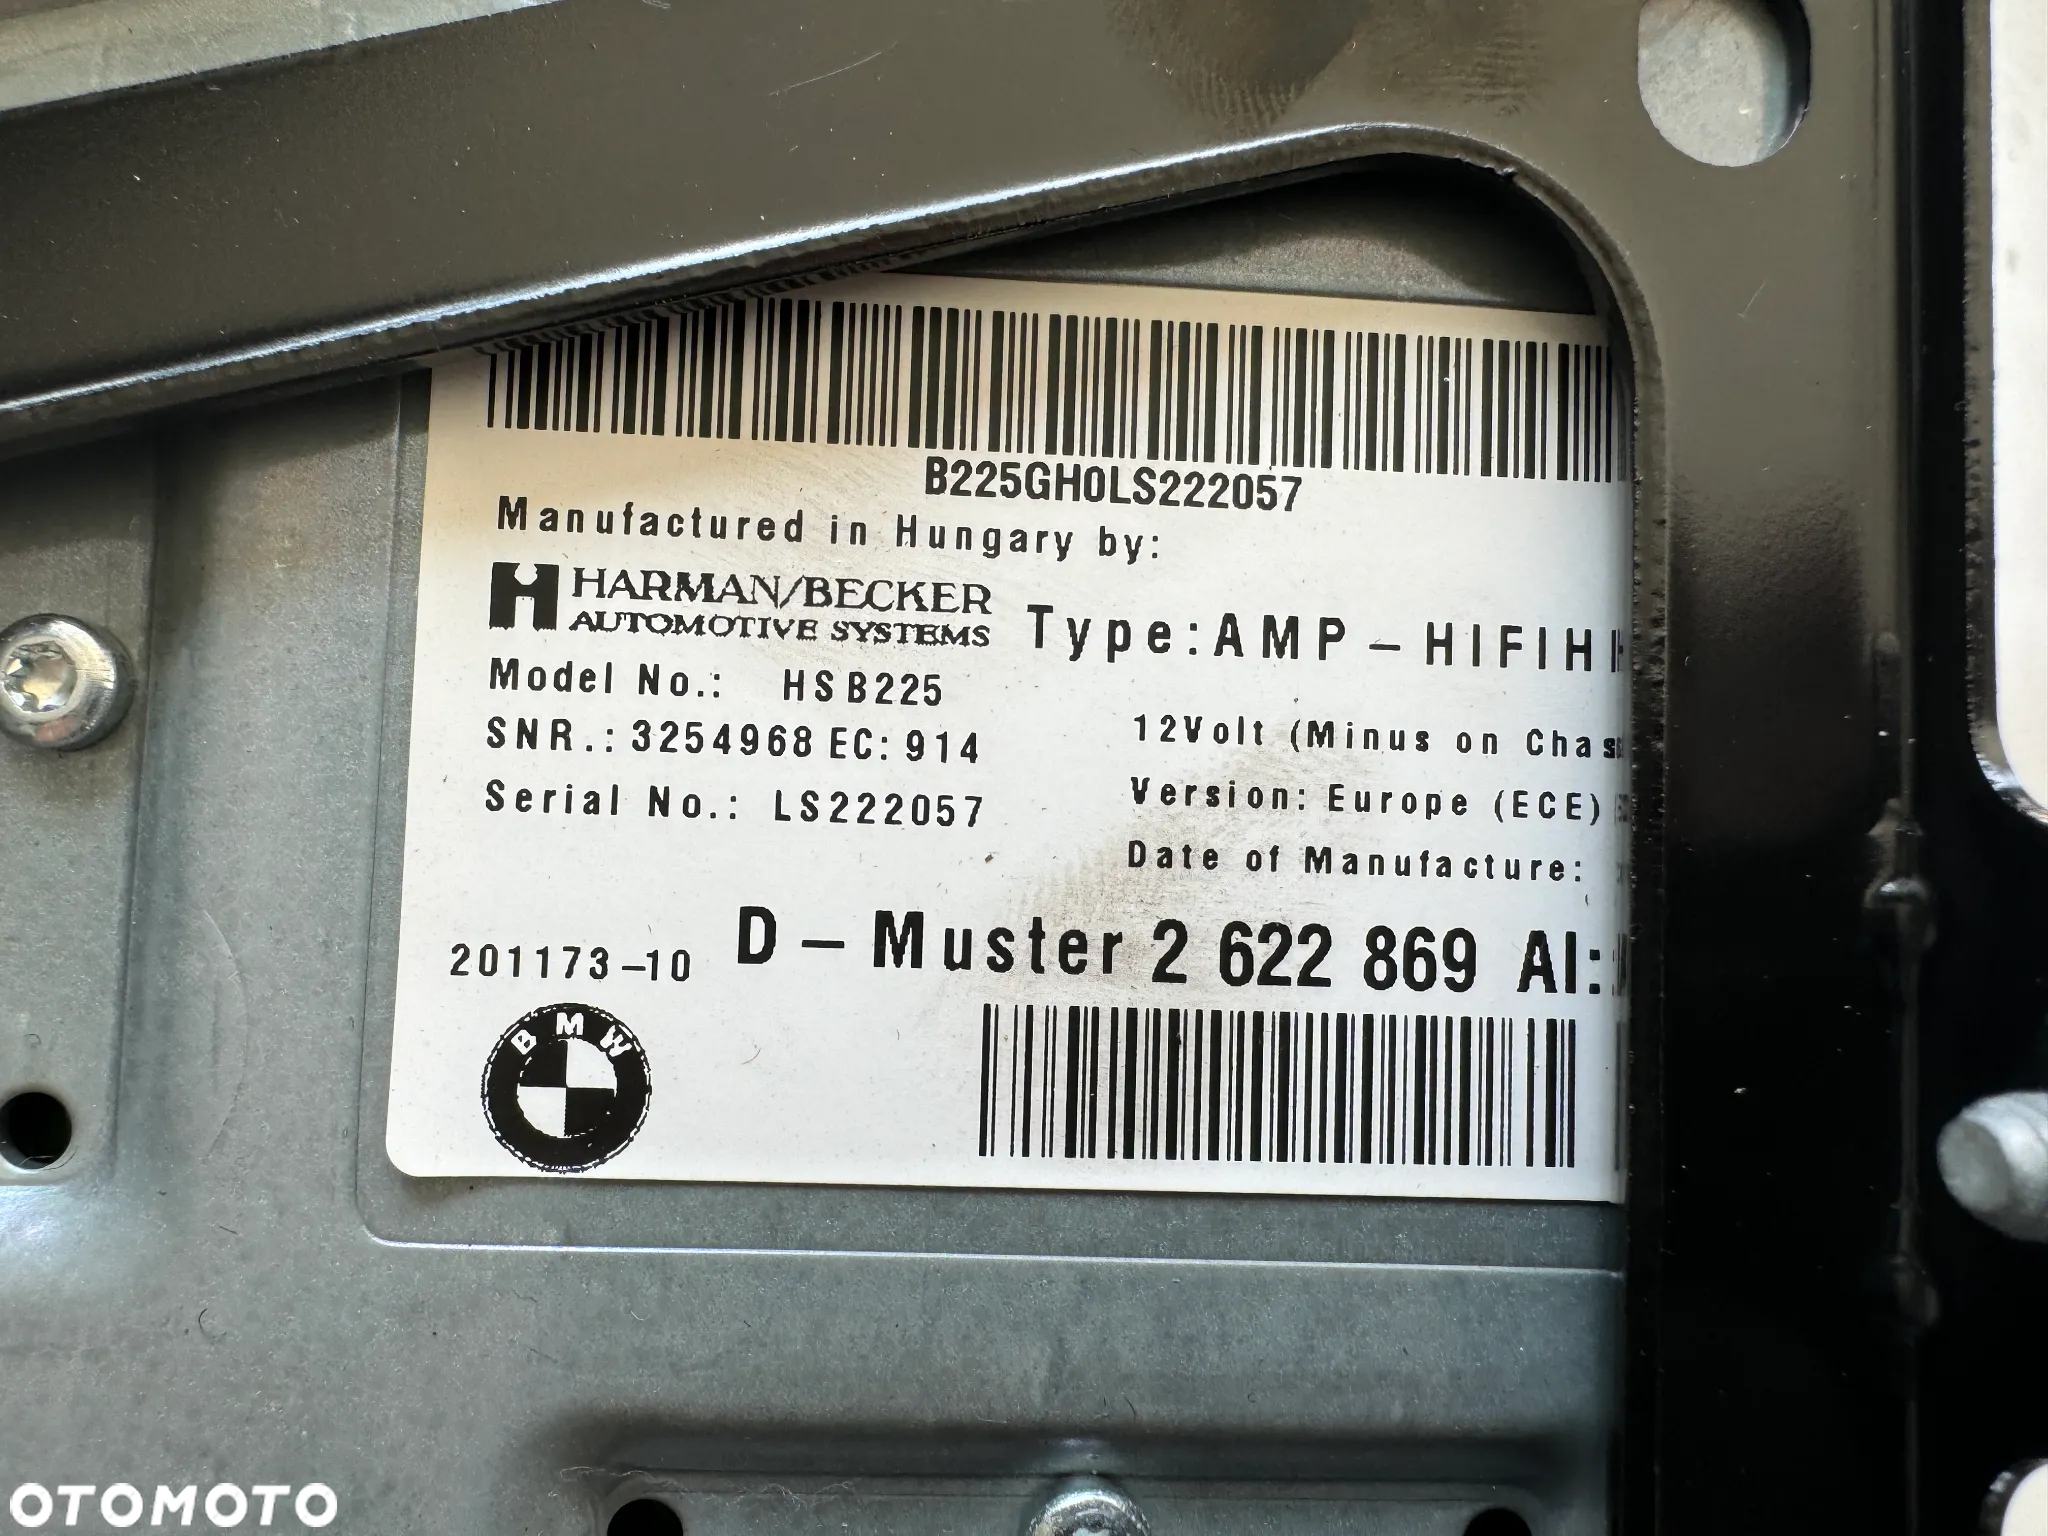 B225GH0LS222057
Manufactured in Hungary by:
HARMAN/BECKER
AUTOMOTIVE SYSTEMS
Type: AMP - HIFIH
Model No.: HSB225
SNR.: 3254968 EC: 914
12Volt (Minus on Chas
Serial No.: LS222057
Version: Europe (ECE)
Date of Manufacture:
201173-10
D - Muster 2 622 869 AI:
BMW
OTOMOTO